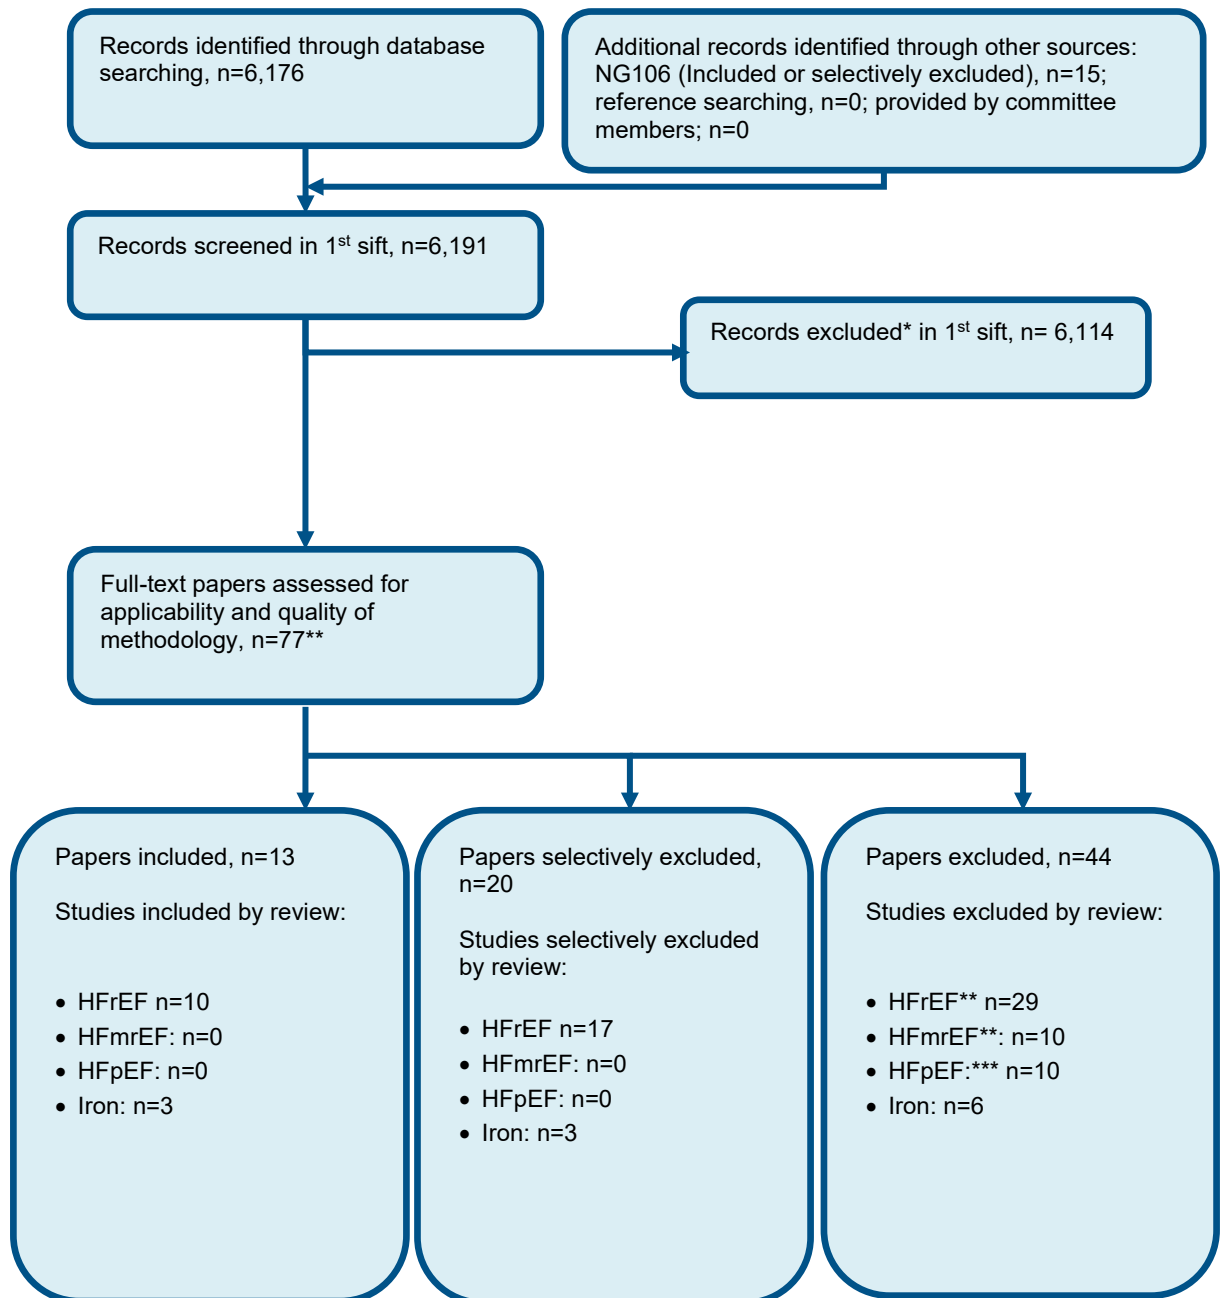 Records identified through database
searching, n=6,176
Additional records identified through other sources:
NG106 (Included or selectively excluded), n=15;
reference searching, n=0; provided by committee
members; n=0
Records screened in 1st sift, n=6,191
Records excluded* in 1st sift, n= 6,114
Full-text papers assessed for
applicability and quality of
methodology, n=77**
Papers included, n=13
Studies included by review:
• HFrEF n=10
• HFmrEF: n=0
• HFpEF: n=0
• Iron: n=3
Papers selectively excluded,
n=20
Studies selectively excluded
by review:
• HFrEF n=17
• HFmrEF: n=0
• HFpEF: n=0
• Iron: n=3
Papers excluded, n=44
Studies excluded by review:
• HFrEF** n=29
• HFmrEF**: n=10
• HFpEF:*** n=10
• Iron: n=6